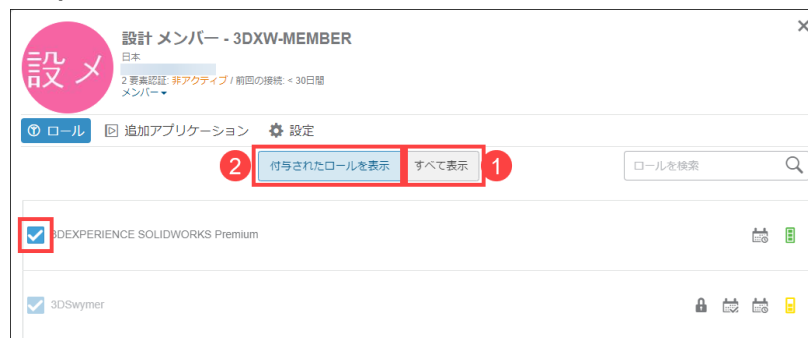 設計 メンバー - 3DXW-MEMBER
設メ
日本
2 要素認証: 非アクティブ / 前回の接続: < 30日間
メンバー
ロール 追加アプリケーション 設定
2 付与されたロールを表示 すべて表示 1 ロールを検索
3DEXPERIENCE SOLIDWORKS Premium
3DSwymer